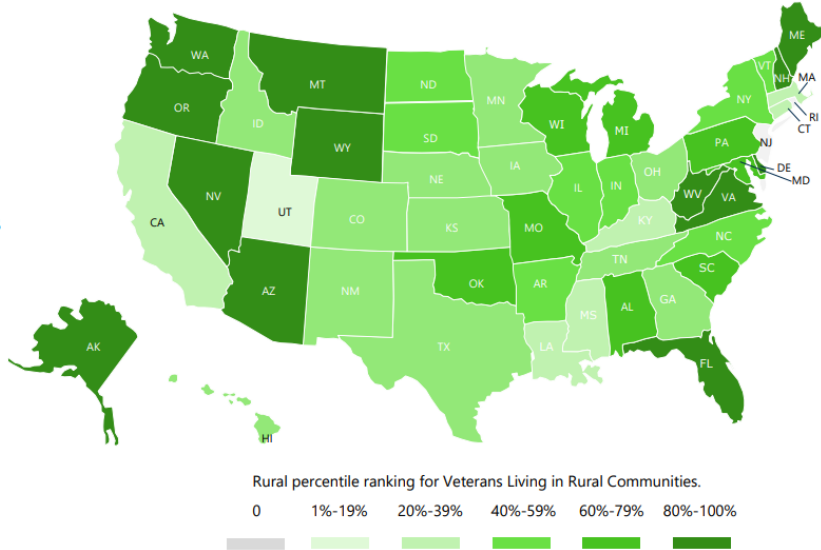 ME
WA
VT
NH
MA
MT
ND
MN
OR
NY
RI
ID
WI
CT
SD
MI
WY
PA
NJ
IA
NE
OH
DE
NV
IL
IN
MD
UT
WV
VA
CA
CO
KS
MO
KY
NC
TN
OK
SC
AZ
NM
AR
MS
AL
GA
TX
LA
AK
FL
HI
Rural percentile ranking for Veterans Living in Rural Communities.
0 1%-19% 20%-39% 40%-59% 60%-79% 80%-100%